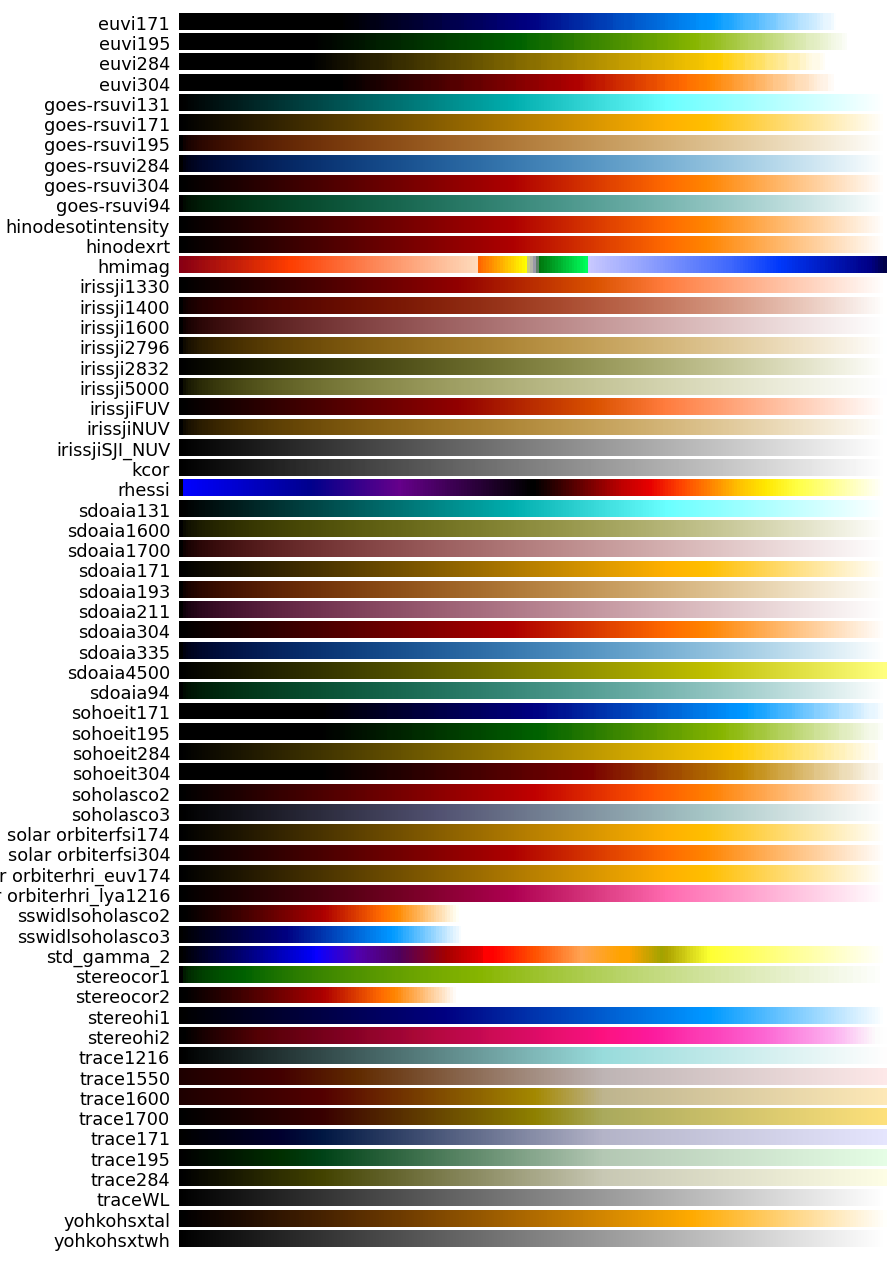 euvi171
euvi195
euvi284
euvi304
goes-rsuvi131
goes-rsuvi171
goes-rsuvi195
goes-rsuvi284
goes-rsuvi304
goes-rsuvi94
hinodesotintensity
hinodexrt
hmimag
irissji1330
irissji1400
irissji1600
irissji2796
irissji2832
irissji5000
irissjiFUV
irissjiNUV
irissjiSJI_NUV
kcor
rhessi
sdoaia131
sdoaia1600
sdoaia1700
sdoaia171
sdoaia193
sdoaia211
sdoaia304
sdoaia335
sdoaia4500
sdoaia94
sohoeit171
sohoeit195
sohoeit284
sohoeit304
soholasco2
soholasco3
solar orbiterfsi174
solar orbiterfsi304
r orbiterhri_euv174
orbiterhri_lya1216
sswidlsoholasco2
sswidlsoholasco3
std_gamma_2
stereocor1
stereocor2
stereohi1
stereohi2
trace1216
trace1550
trace1600
trace1700
trace171
trace195
trace284
traceWL
yohkohsxtal
yohkohsxtwh